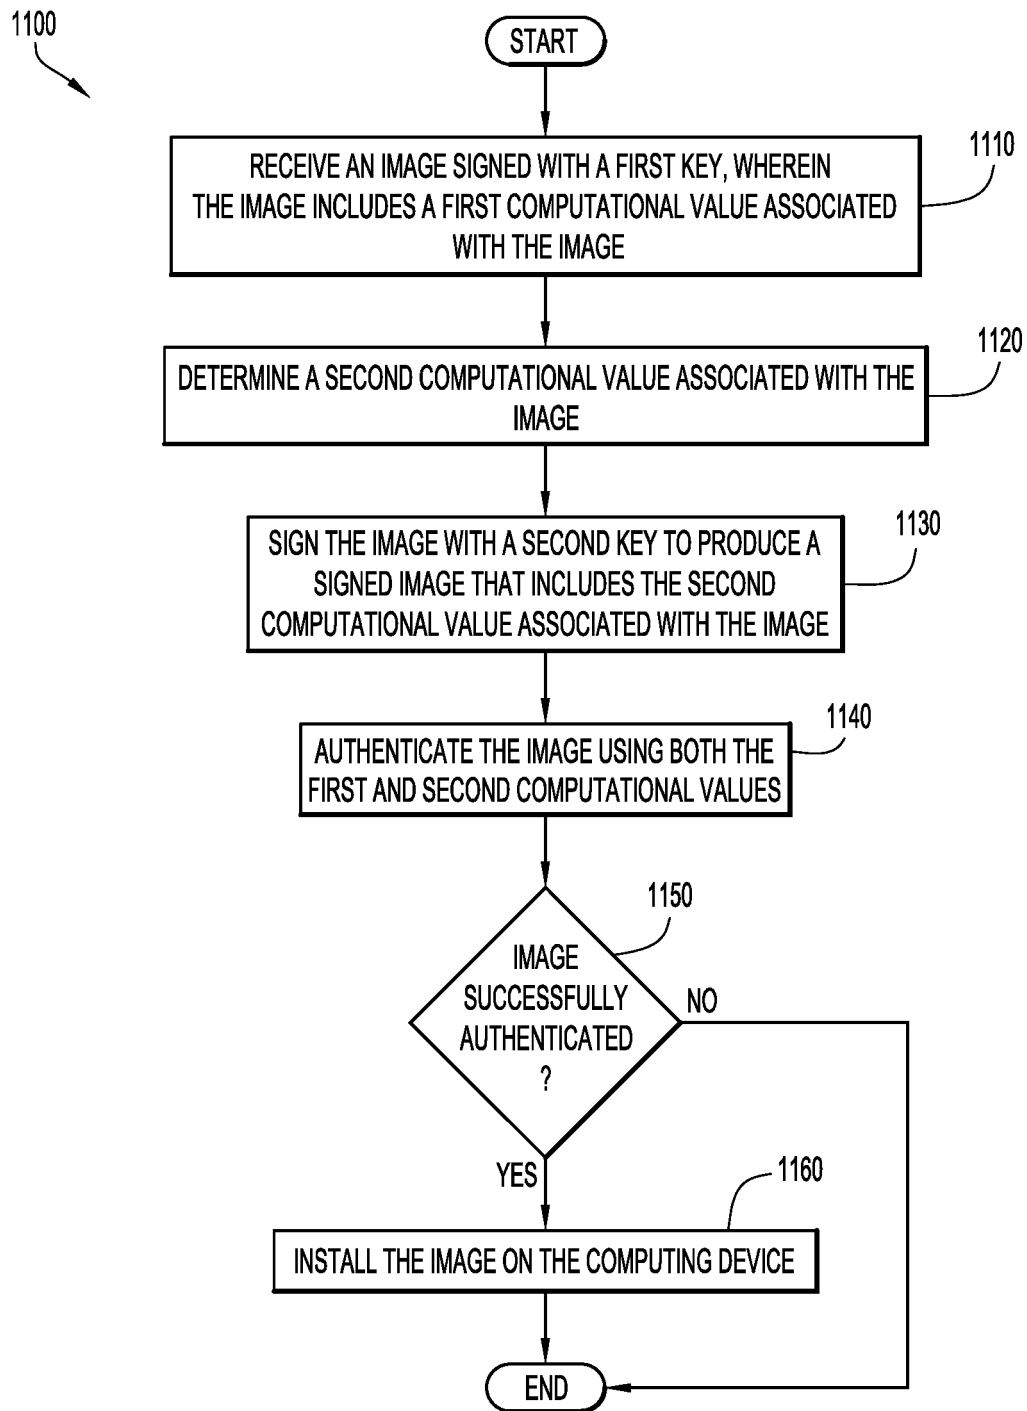 1100
START
RECEIVE AN IMAGE SIGNED WITH A FIRST KEY, WHEREIN
THE IMAGE INCLUDES A FIRST COMPUTATIONAL VALUE ASSOCIATED
WITH THE IMAGE
1110
DETERMINE A SECOND COMPUTATIONAL VALUE ASSOCIATED WITH THE
IMAGE
1120
SIGN THE IMAGE WITH A SECOND KEY TO PRODUCE A
SIGNED IMAGE THAT INCLUDES THE SECOND
COMPUTATIONAL VALUE ASSOCIATED WITH THE IMAGE
1130
AUTHENTICATE THE IMAGE USING BOTH THE
FIRST AND SECOND COMPUTATIONAL VALUES
1140
IMAGE
SUCCESSFULLY
AUTHENTICATED
?
1150
NO
YES
INSTALL THE IMAGE ON THE COMPUTING DEVICE
1160
END